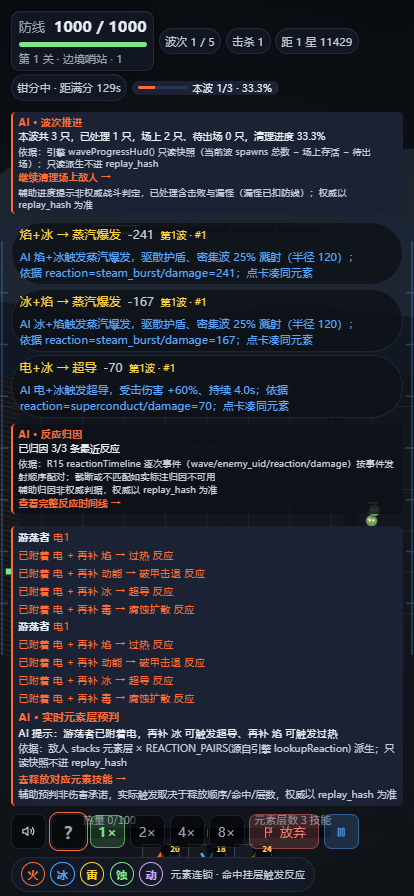 防线 1000 / 1000
第 1 关 · 边境哨站 · 1
波次 1 / 5
击杀 1
距 1 星 11429
钳分中 · 距满分 129s
本波 1/3 · 33.3%
AI · 波次推进
本波共 3 只，已处理 1 只，场上 2 只、待出场 0 只，清理进度 33.3%
依据：引擎 waveProgressHud() 只读快照（当前波 spawns 总数 − 场上存活 − 待出
场）；只读派生不进 replay_hash
继续清理场上敌人 →
辅助进度提示非权威战斗判定，已处理含击败与漏怪（漏怪已扣防线）；权威以
replay_hash 为准
焰+冰 → 蒸汽爆发 -241 第1波 · #1
AI 焰+冰触发蒸汽爆发，驱散护盾、密集波 25% 溅射（半径 120）；
依据 reaction=steam_burst/damage=241；点卡凑同元素
冰+焰 → 蒸汽爆发 -167 第1波 · #1
AI 冰+焰触发蒸汽爆发，驱散护盾、密集波 25% 溅射（半径 120）；
依据 reaction=steam_burst/damage=167；点卡凑同元素
电+冰 → 超导 -70 第1波 · #1
AI 电+冰触发超导，受击伤害 +60%、持续 4.0s；依据
reaction=superconduct/damage=70；点卡凑同元素
AI · 反应归因
已归因 3/3 条最近反应
依据：R15 reactionTimeline 逐次事件（wave/enemy_uid/reaction/damage）按事件发
射顺序配对；截断或不匹配如实标注归因不可用
辅助归因非权威判据，权威以 replay_hash 为准
查看完整反应时间线 →
游荡者 电1
已附着 电 + 再补 焰 → 过热 反应
已附着 电 + 再补 动能 → 破甲击退 反应
已附着 电 + 再补 冰 → 超导 反应
已附着 电 + 再补 毒 → 腐蚀扩散 反应
游荡者 电1
已附着 电 + 再补 焰 → 过热 反应
已附着 电 + 再补 动能 → 破甲击退 反应
已附着 电 + 再补 冰 → 超导 反应
已附着 电 + 再补 毒 → 腐蚀扩散 反应
AI · 实时元素层预判
AI 提示：游荡者已附着电，再补 冰 可触发超导、再补 焰 可触发过热
依据：敌人 stacks 元素层 × REACTION_PAIRS(源自引擎 lookupReaction) 派生；只
读快照不进 replay_hash
去释放对应元素技能 →
辅助预判非伤害承诺，实际触发取决于释放顺序/命中/层数，权威以 replay_hash 为准
热量 0/100
元素层数 3 技能
? 1× 2× 4× 8× 放弃
20 18 24
火 冰 雷 蚀 动 元素连锁 · 命中挂层触发反应